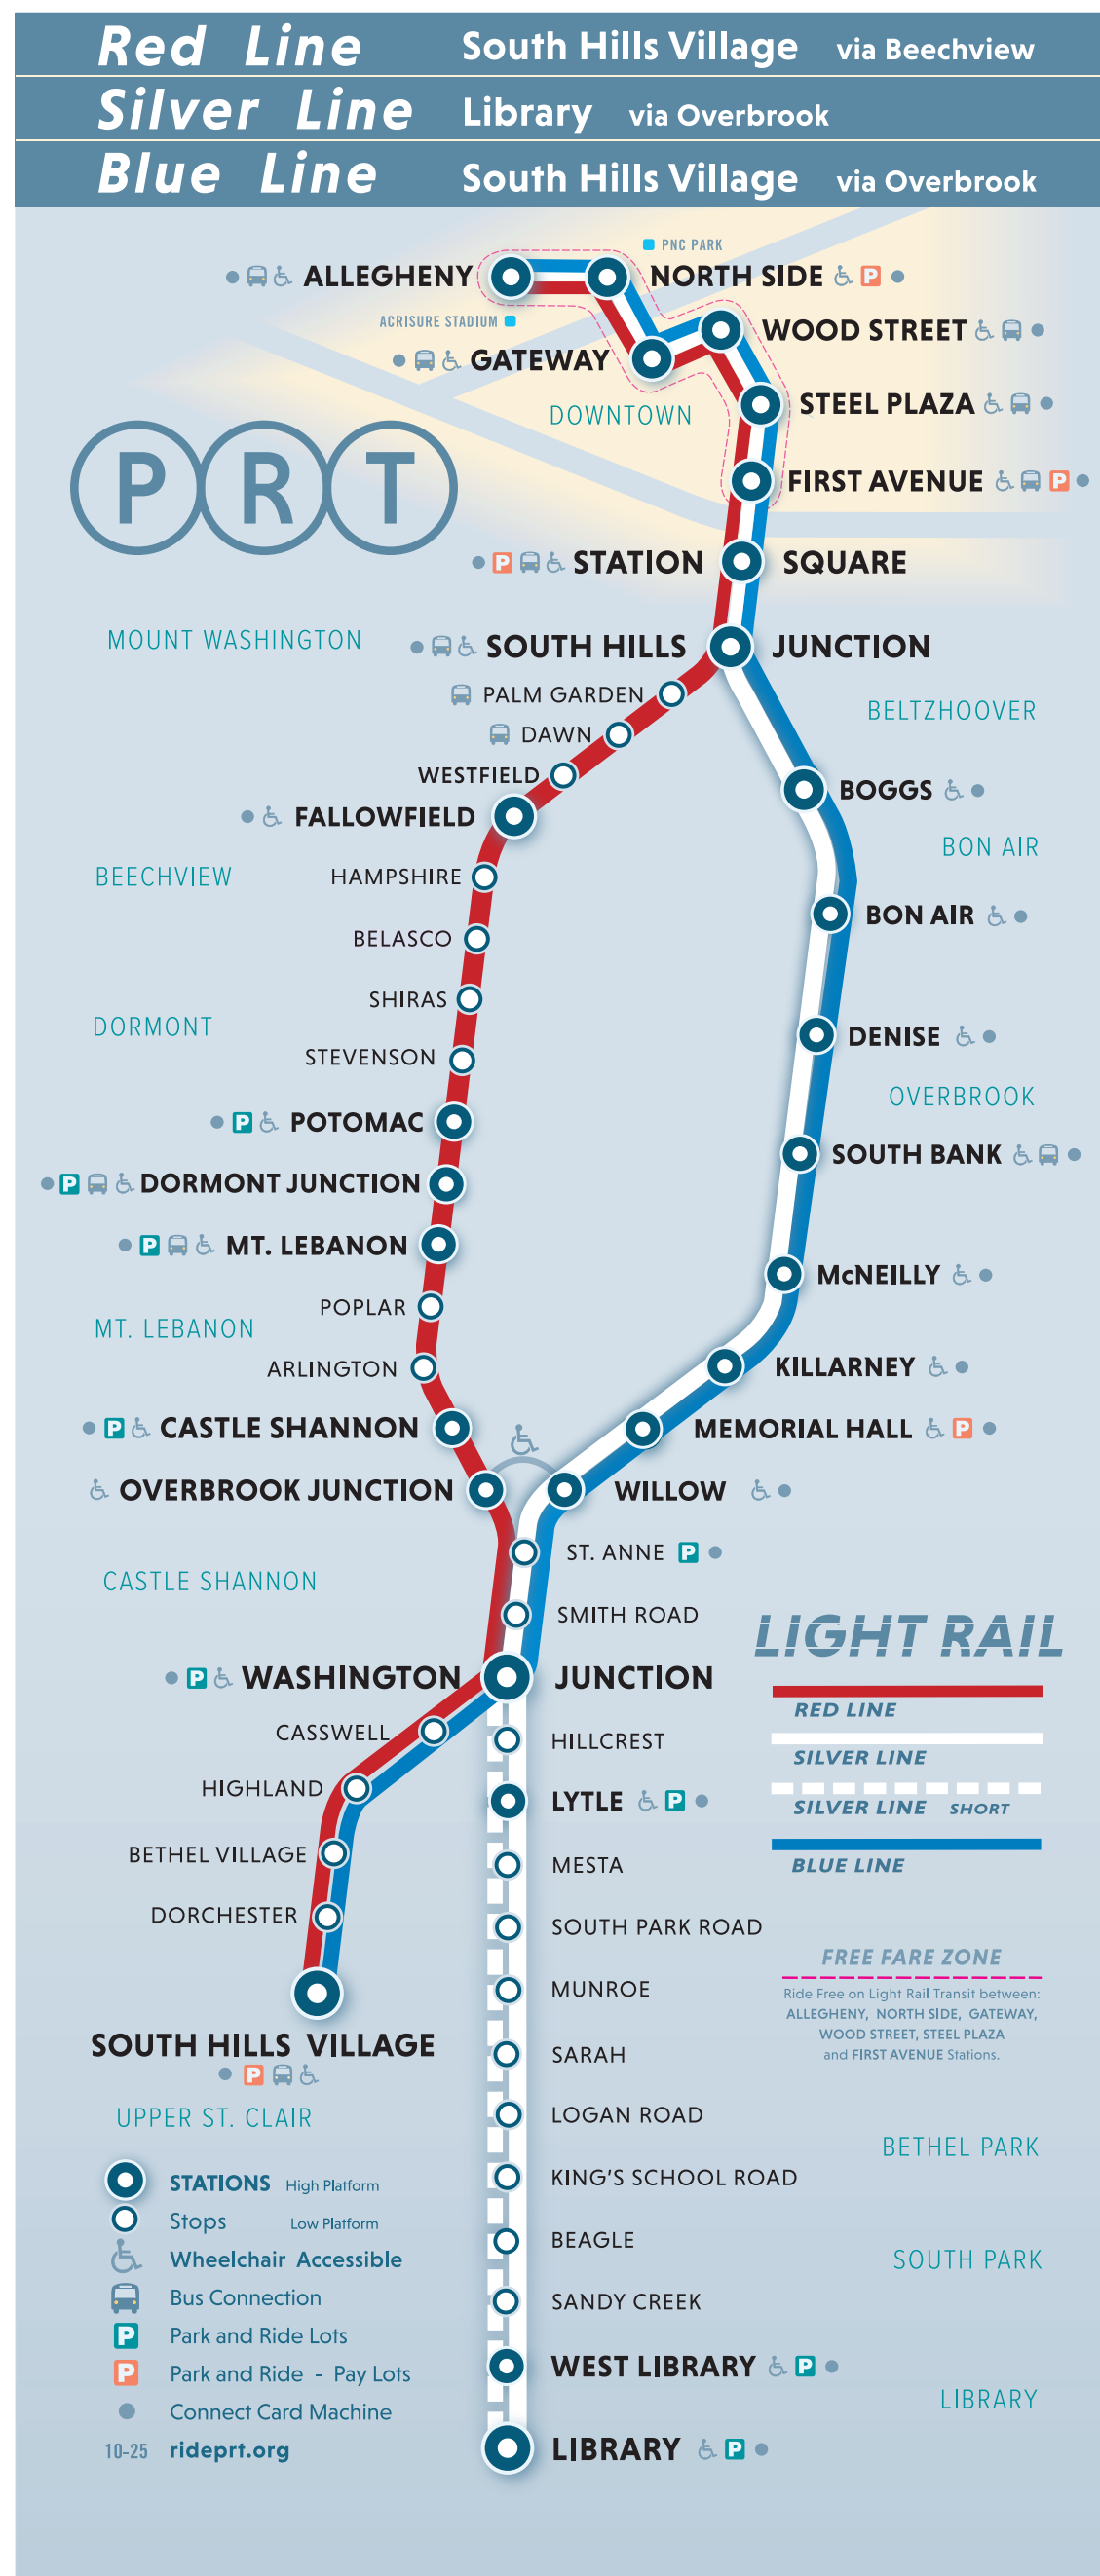 Red Line South Hills Village via Beechview
Silver Line Library via Overbrook
Blue Line South Hills Village via Overbrook
PNC PARK
ALLEGHENY
NORTH SIDE P
ACRISURE STADIUM
WOOD STREET
GATEWAY
STEEL PLAZA
DOWNTOWN
PRT
FIRST AVENUE P
P STATION SQUARE
MOUNT WASHINGTON
SOUTH HILLS JUNCTION
PALM GARDEN
BELTZHOOVER
DAWN
WESTFIELD
BOGGS
FALLOWFIELD
BON AIR
BEECHVIEW
HAMPSHIRE
BON AIR
BELASCO
SHIRAS
DORMONT
DENISE
STEVENSON
OVERBROOK
P POTOMAC
SOUTH BANK
P DORMONT JUNCTION
P MT. LEBANON
McNEILLY
POPLAR
MT. LEBANON
ARLINGTON
KILLARNEY
P CASTLE SHANNON
MEMORIAL HALL P
OVERBROOK JUNCTION
WILLOW
ST. ANNE P
CASTLE SHANNON
SMITH ROAD
LIGHT RAIL
P WASHINGTON JUNCTION
RED LINE
CASSWELL
HILLCREST
SILVER LINE
HIGHLAND
LYTLE P
SILVER LINE SHORT
BETHEL VILLAGE
MESTA
BLUE LINE
DORCHESTER
SOUTH PARK ROAD
FREE FARE ZONE
MUNROE
Ride Free on Light Rail Transit between:
ALLEGHENY, NORTH SIDE, GATEWAY,
WOOD STREET, STEEL PLAZA
and FIRST AVENUE Stations.
SOUTH HILLS VILLAGE
P
SARAH
UPPER ST. CLAIR
LOGAN ROAD
BETHEL PARK
KING'S SCHOOL ROAD
BEAGLE
SOUTH PARK
SANDY CREEK
WEST LIBRARY P
LIBRARY
LIBRARY P
STATIONS High Platform
Stops Low Platform
Wheelchair Accessible
Bus Connection
P Park and Ride Lots
P Park and Ride - Pay Lots
Connect Card Machine
10-25 rideprt.org